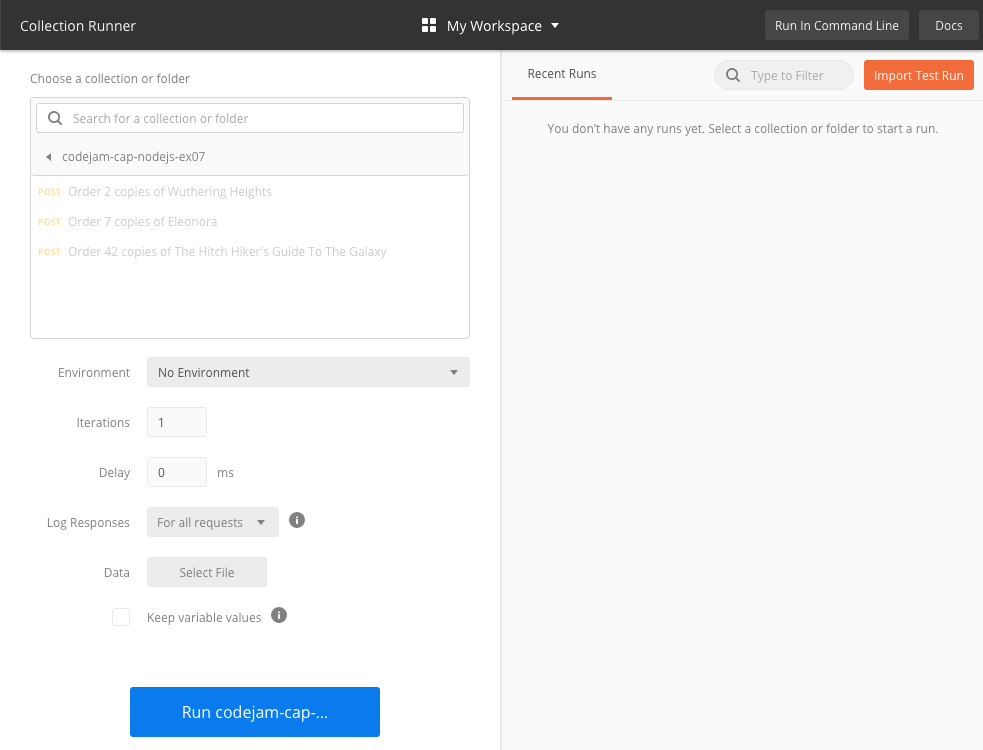 Collection Runner
My Workspace
Run In Command Line
Docs
Choose a collection or folder
Search for a collection or folder
codejam-cap-nodejs-ex07
POST Order 2 copies of Wuthering Heights
POST Order 7 copies of Eleonora
POST Order 42 copies of The Hitch Hiker's Guide To The Galaxy
Environment No Environment
Iterations 1
Delay 0 ms
Log Responses For all requests
Data Select File
Keep variable values
Run codejam-cap-...
Recent Runs
Type to Filter
Import Test Run
You don't have any runs yet. Select a collection or folder to start a run.